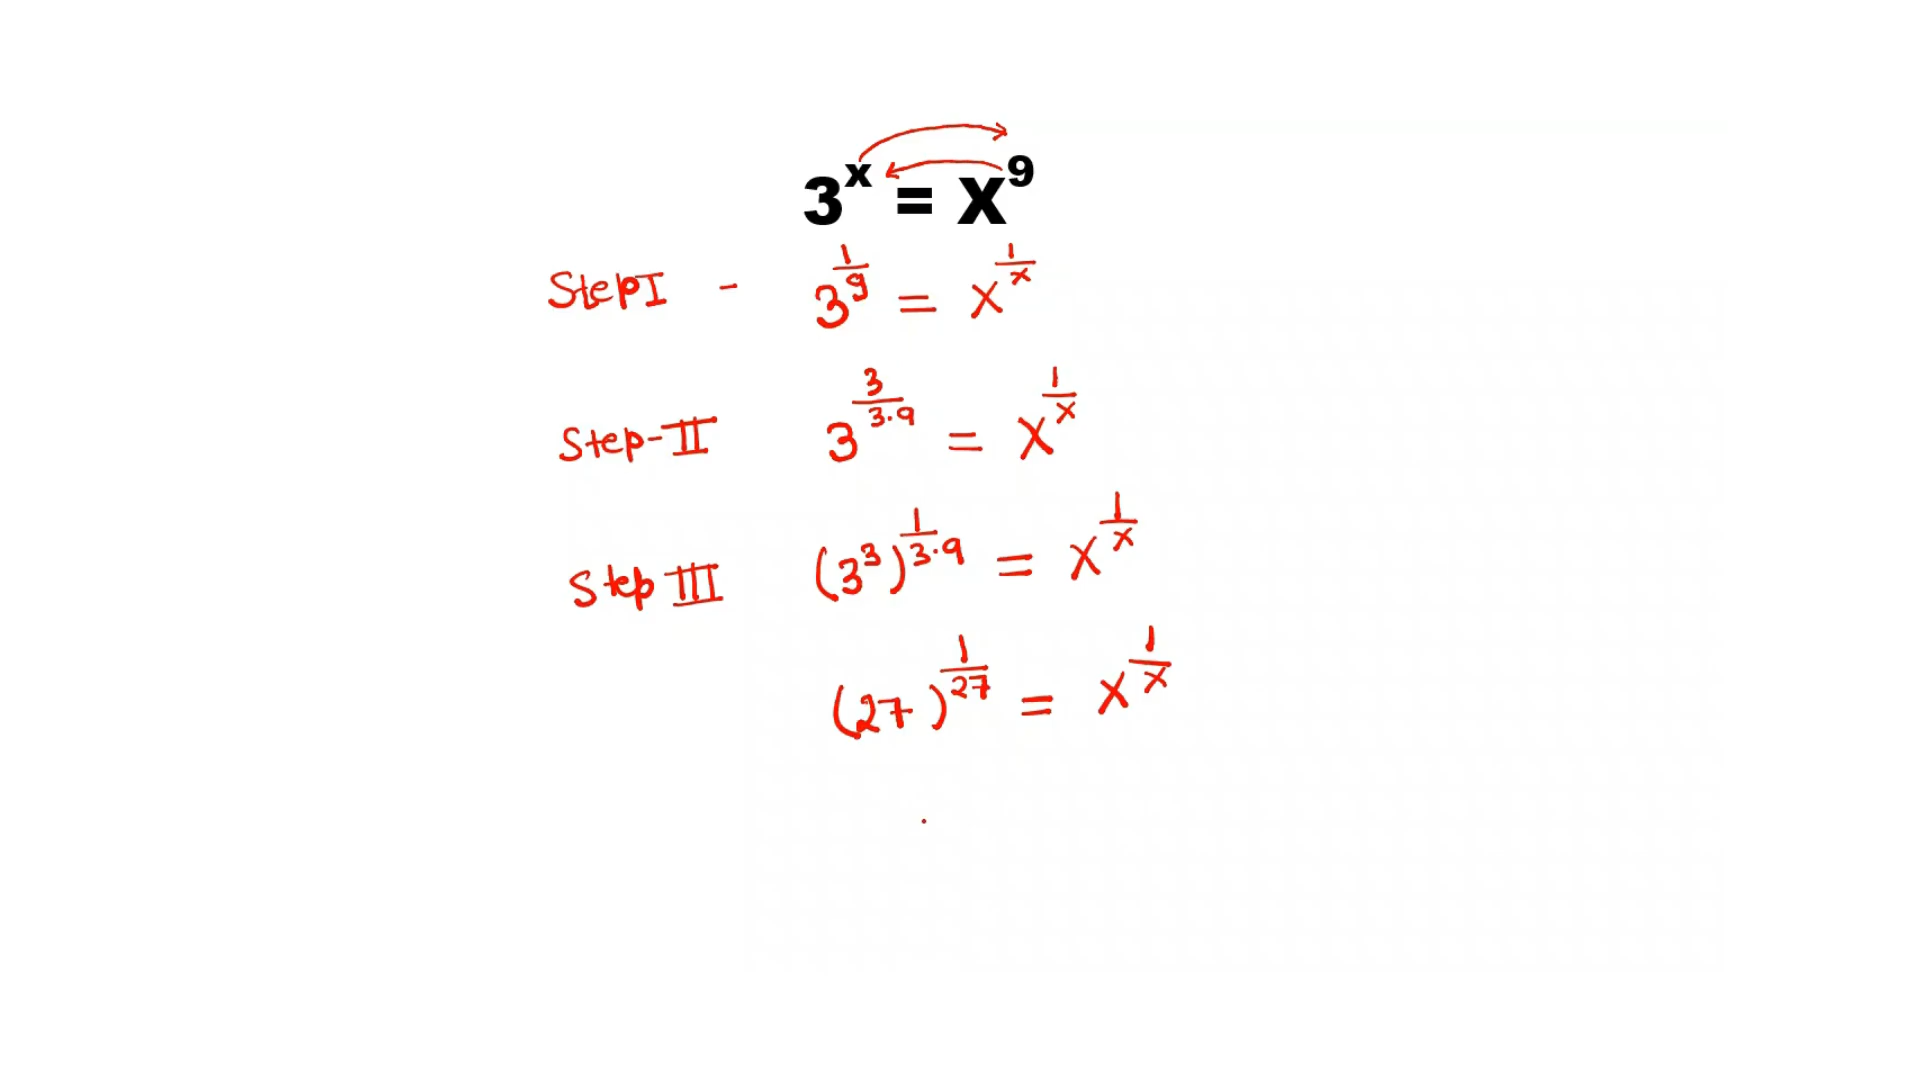 3^x = x^9
Step I - 3^(1/9) = x^(1/x)
Step-II 3^(3/(3·9)) = x^(1/x)
Step III (3^3)^(1/(3·9)) = x^(1/x)
(27)^(1/27) = x^(1/x)